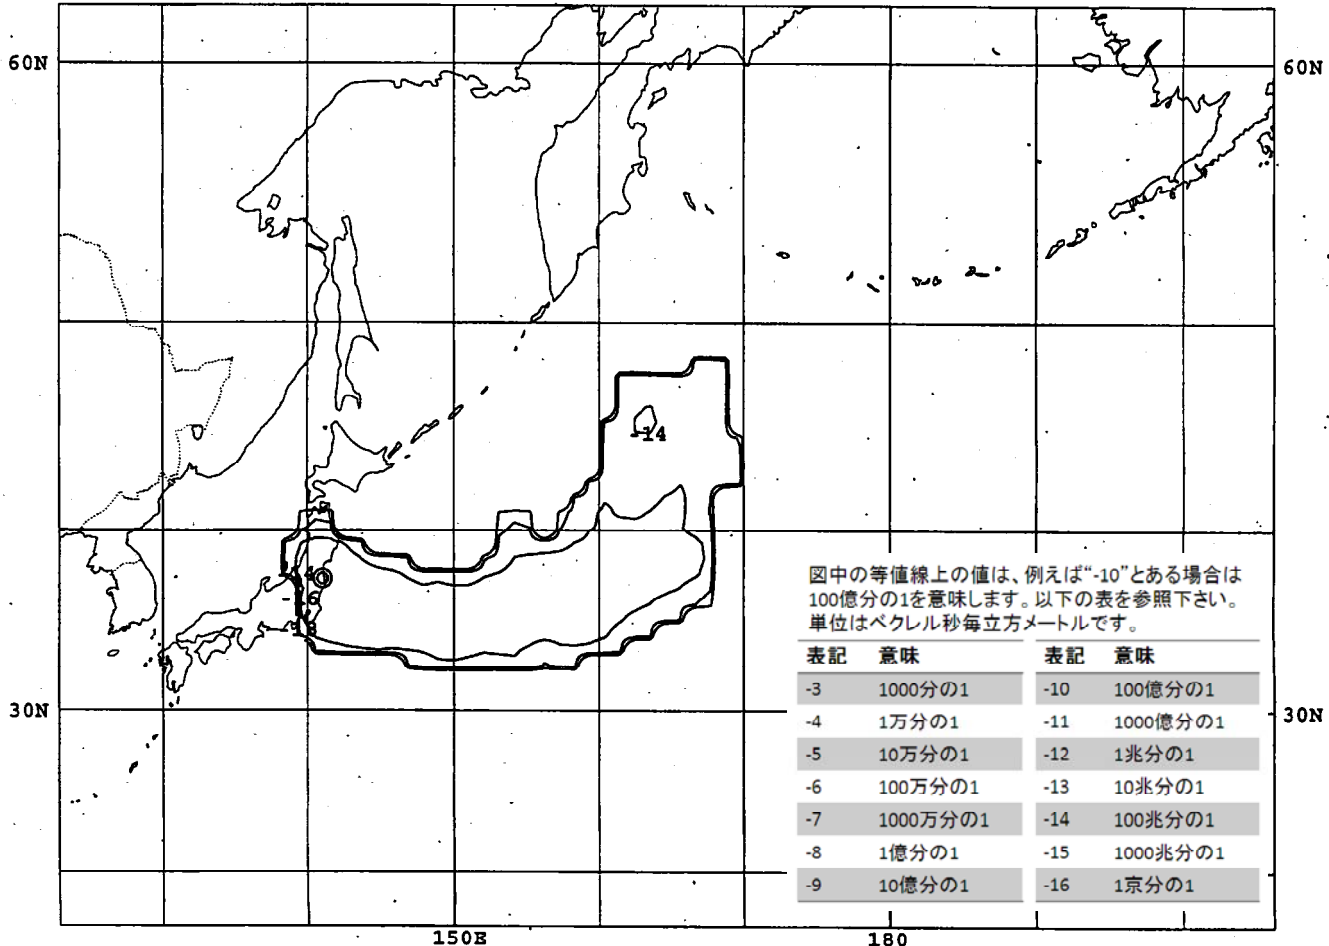 60N
60N
-14
図中の等値線上の値は、例えば“-10”とある場合は
100億分の1を意味します。以下の表を参照下さい。
単位はベクレル秒毎立方メートルです。
表記 意味 表記 意味
-3 1000分の1 -10 100億分の1
-4 1万分の1 -11 1000億分の1
-5 10万分の1 -12 1兆分の1
-6 100万分の1 -13 10兆分の1
-7 1000万分の1 -14 100兆分の1
-8 1億分の1 -15 1000兆分の1
-9 10億分の1 -16 1京分の1
30N
30N
150E
180